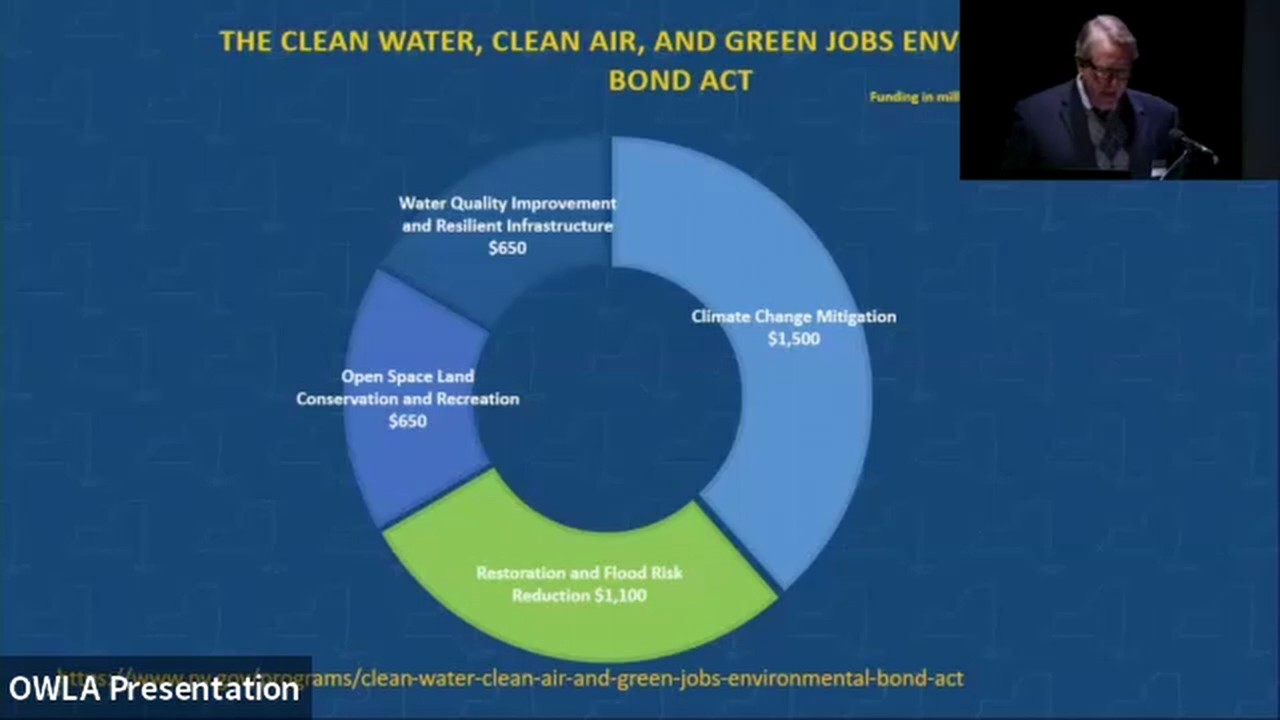 THE CLEAN WATER, CLEAN AIR, AND GREEN JOBS ENV
BOND ACT
Funding in mill
Water Quality Improvement
and Resilient Infrastructure
$650
Climate Change Mitigation
$1,500
Open Space Land
Conservation and Recreation
$650
Restoration and Flood Risk
Reduction $1,100
https://www.ny.gov/programs/clean-water-clean-air-and-green-jobs-environmental-bond-act
OWLA Presentation